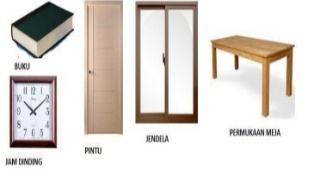 BUKU
JAM DINDING
PINTU
JENDELA
PERMUKAAN MEJA